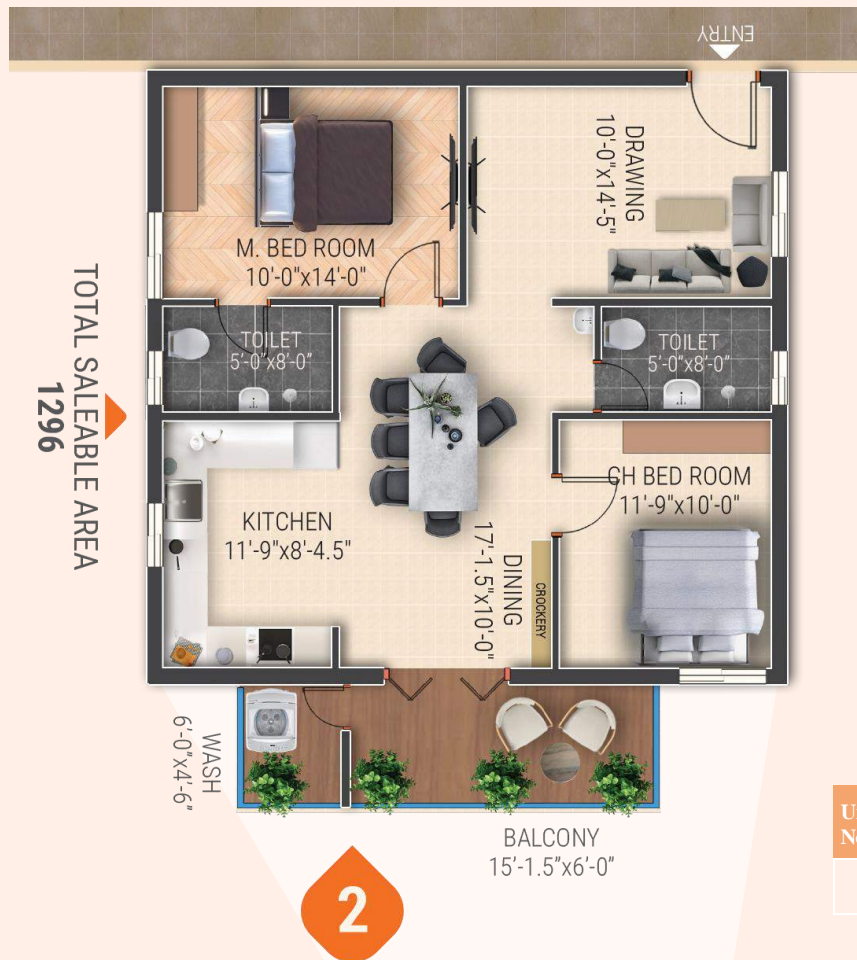 ENTRY
DRAWING
10'-0"x14'-5"
M. BED ROOM
10'-0"x14'-0"
TOILET
5'-0"x8'-0"
TOILET
5'-0"x8'-0"
TOTAL SALEABLE AREA
1296
CH BED ROOM
11'-9"x10'-0"
KITCHEN
11'-9"x8'-4.5"
DINING
17'-1.5"x10'-0"
CROCKERY
WASH
6'-0"x4'-6"
BALCONY
15'-1.5"x6'-0"
2